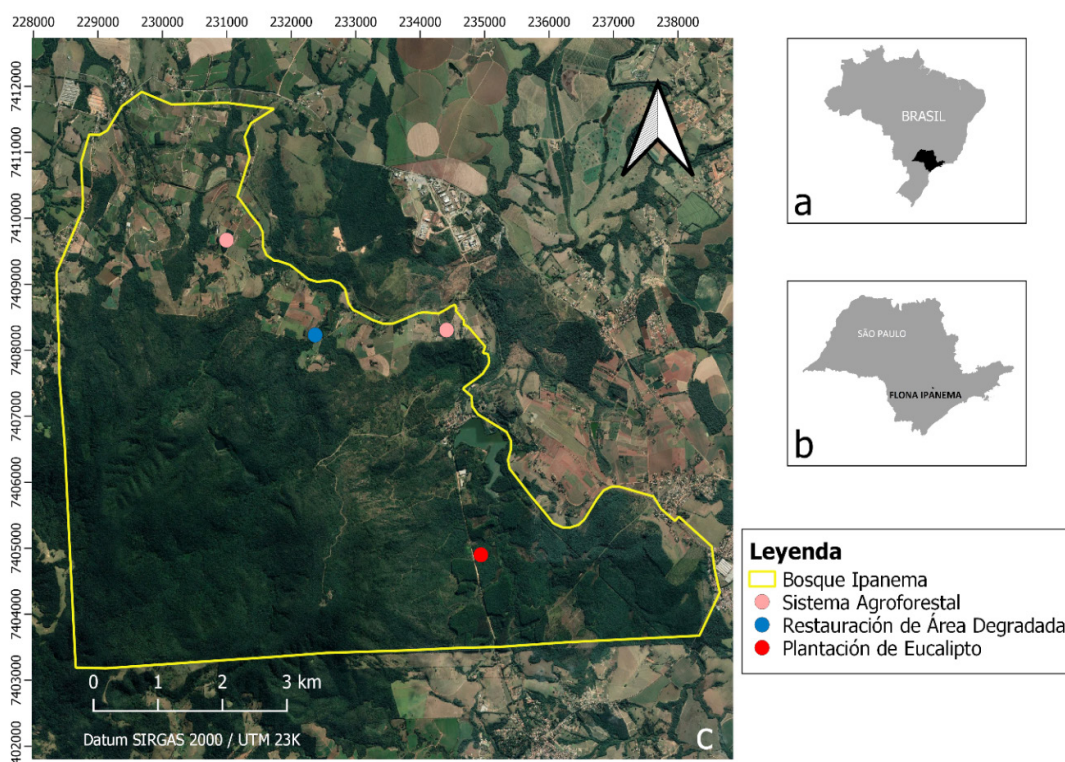 228000 229000 230000 231000 232000 233000 234000 235000 236000 237000 238000
7412000
7411000
7410000
7409000
7408000
7407000
7406000
7405000
7404000
7403000
402000
0 1 2 3 km
Datum SIRGAS 2000 / UTM 23K
c
BRASIL
a
SÃO PAULO
FLONA IPANEMA
b
Leyenda
Bosque Ipanema
Sistema Agroforestal
Restauración de Área Degradada
Plantación de Eucalipto